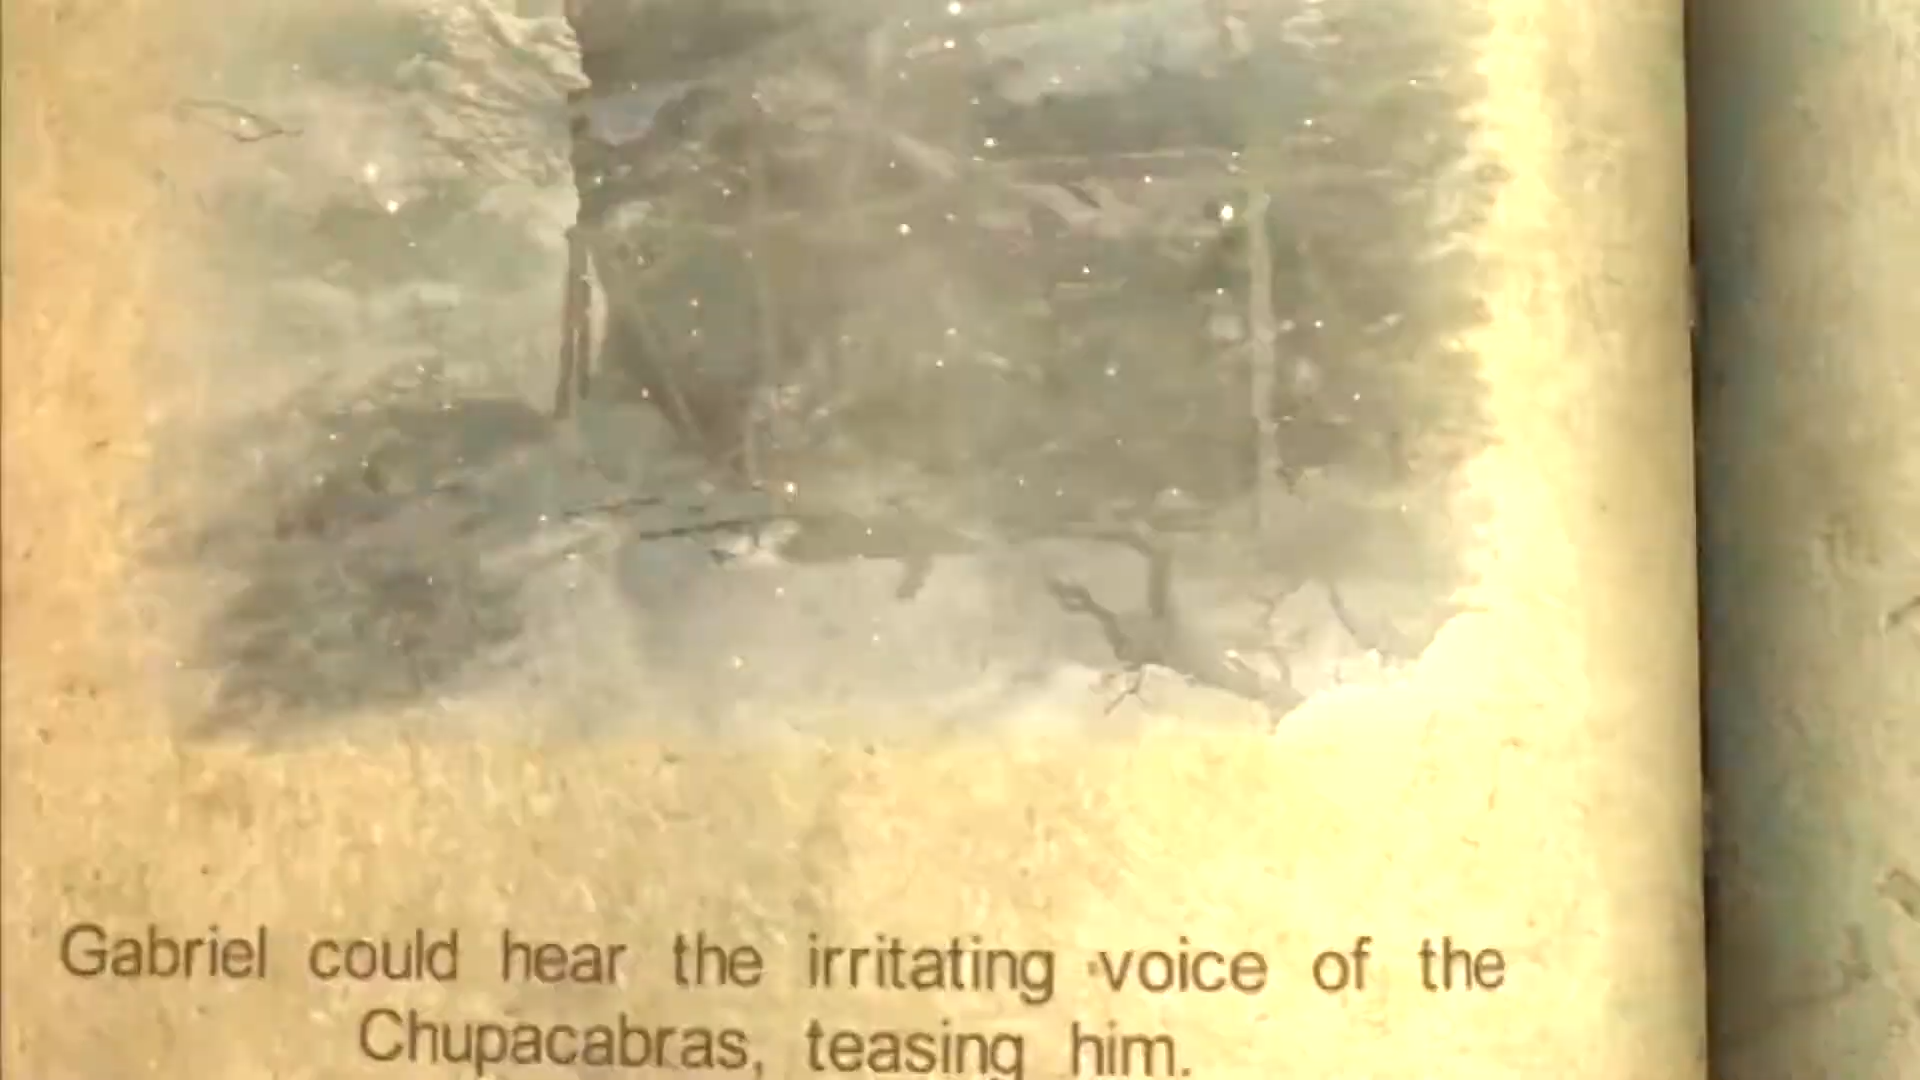 Gabriel could hear the irritating voice of the
Chupacabras, teasing him.